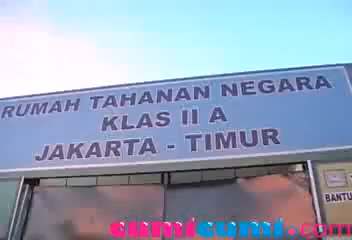 RUMAH TAHANAN NEGARA
KLAS II A
JAKARTA - TIMUR
BANTU
cumicumi.com